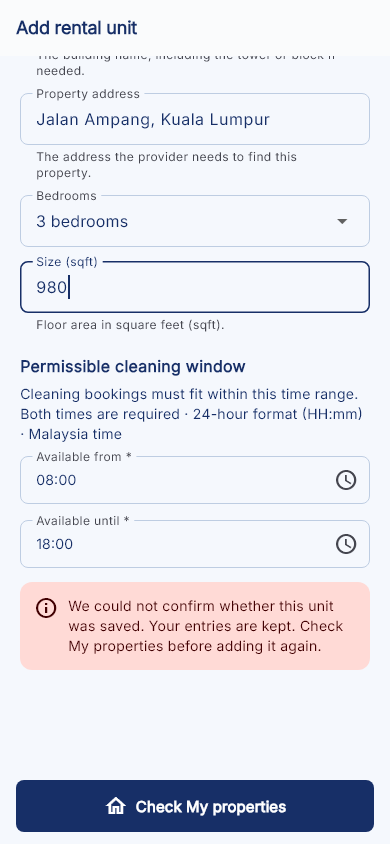 Add rental unit
The building name, including the tower or block if
needed.
Property address
Jalan Ampang, Kuala Lumpur
The address the provider needs to find this
property.
Bedrooms
3 bedrooms
Size (sqft)
980
Floor area in square feet (sqft).
Permissible cleaning window
Cleaning bookings must fit within this time range.
Both times are required · 24-hour format (HH:mm)
· Malaysia time
Available from *
08:00
Available until *
18:00
We could not confirm whether this unit
was saved. Your entries are kept. Check
My properties before adding it again.
Check My properties